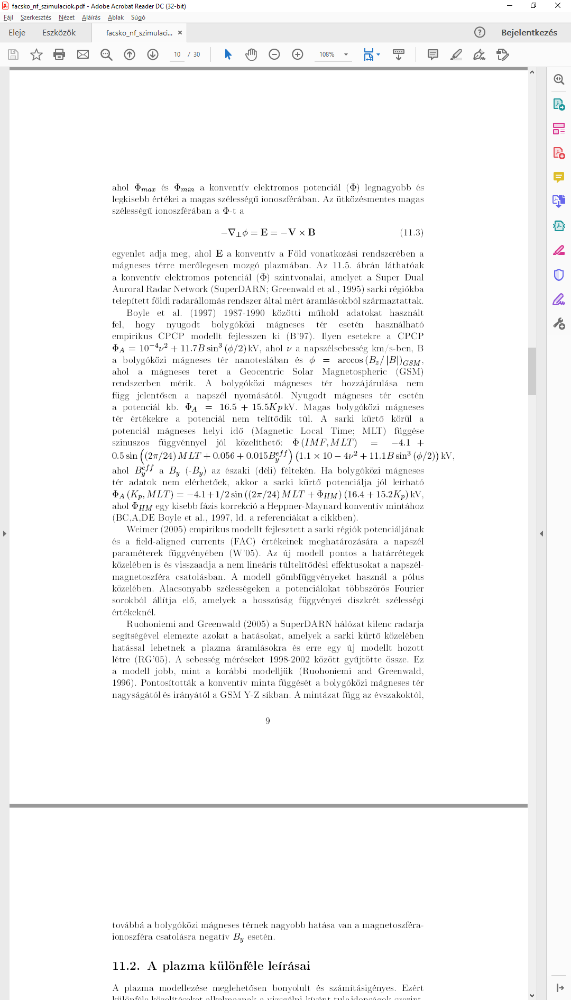 facsko_nf_szimulaciok.pdf - Adobe Acrobat Reader DC (32-bit)
Fájl Szerkesztés Nézet Aláírás Ablak Súgó
Eleje Eszközök facsko_nf_szimulaci... × ? Bejelentkezés
10 / 30 108%
ahol Φ_max és Φ_min a konventív elektromos potenciál (Φ) legnagyobb és
legkisebb értékei a magas szélességű ionoszférában. Az ütközésmentes magas
szélességű ionoszférában a Φ-t a
−∇⊥ϕ = E = −V × B (11.3)
egyenlet adja meg, ahol E a konventív a Föld vonatkozási rendszerében a
mágneses térre merőlegesen mozgó plazmában. Az 11.5. ábrán láthatóak
a konventív elektromos potenciál (Φ) szintvonalai, amelyet a Super Dual
Auroral Radar Network (SuperDARN; Greenwald et al., 1995) sarki régiókba
telepített földi radarállomás rendszer által mért áramlásokból származtattak.
Boyle et al. (1997) 1987-1990 közötti műhold adatokat használt
fel, hogy nyugodt bolygóközi mágneses tér esetén használható
empirikus CPCP modellt fejlesszen ki (B'97). Ilyen esetekre a CPCP
Φ_A = 10^−4ν^2 + 11.7B sin^3 (ϕ/2) kV, ahol ν a napszélsebesség km/s-ben, B
a bolygóközi mágneses tér nanoteslában és ϕ = arccos (B_z/ |B|)_GSM,
ahol a mágneses teret a Geocentric Solar Magnetospheric (GSM)
rendszerben mérik. A bolygóközi mágneses tér hozzájárulása nem
függ jelentősen a napszél nyomásától. Nyugodt mágneses tér esetén
a potenciál kb. Φ_A = 16.5 + 15.5Kp kV. Magas bolygóközi mágneses
tér értékekre a potenciál nem telítődik túl. A sarki kürtő körül a
potenciál mágneses helyi idő (Magnetic Local Time; MLT) függése
szinuszos függvénnyel jól közelíthető: Φ (IMF, MLT) = −4.1 +
0.5 sin ((2π/24) MLT + 0.056 + 0.015B_y^eff) (1.1 × 10 − 4ν^2 + 11.1B sin^3 (ϕ/2)) kV,
ahol B_y^eff a B_y (-B_y) az északi (déli) féltekén. Ha bolygóközi mágneses
tér adatok nem elérhetőek, akkor a sarki kürtő potenciálja jól leírható
Φ_A (K_p, MLT) = −4.1+1/2 sin ((2π/24) MLT + Φ_HM) (16.4 + 15.2K_p) kV,
ahol Φ_HM egy kisebb fázis korrekció a Heppner-Maynard konventív mintához
(BC,A,DE Boyle et al., 1997, ld. a referenciákat a cikkben).
Weimer (2005) empirikus modellt fejlesztett a sarki régiók potenciáljának
és a field-aligned currents (FAC) értékeinek meghatározására a napszél
paraméterek függvényében (W'05). Az új modell pontos a határrétegek
közelében is és visszaadja a nem lineáris túltelítődési effektusokat a napszél-
magnetoszféra csatolásban. A modell gömbfüggvényeket használ a pólus
közelében. Alacsonyabb szélességeken a potenciálokat többszörös Fourier
sorokból állítja elő, amelyek a hosszúság függvényei diszkrét szélességi
értékeknél.
Ruohoniemi and Greenwald (2005) a SuperDARN hálózat kilenc radarja
segítségével elemezte azokat a hatásokat, amelyek a sarki kürtő közelében
hatással lehetnek a plazma áramlásokra és erre egy új modellt hozott
létre (RG'05). A sebesség méréseket 1998-2002 között gyűjtötte össze. Ez
a modell jobb, mint a korábbi modelljük (Ruohoniemi and Greenwald,
1996). Pontosították a konventív minta függését a bolygóközi mágneses tér
nagyságától és irányától a GSM Y-Z síkban. A mintázat függ az évszakoktól,
9
továbbá a bolygóközi mágneses térnek nagyobb hatása van a magnetoszféra-
ionoszféra csatolásra negatív B_y esetén.
11.2. A plazma különféle leírásai
A plazma modellezése meglehetősen bonyolult és számításigényes. Ezért
különféle közelítéseket alkalmaznak a vizsgálni kívánt tulajdonságok szerint.